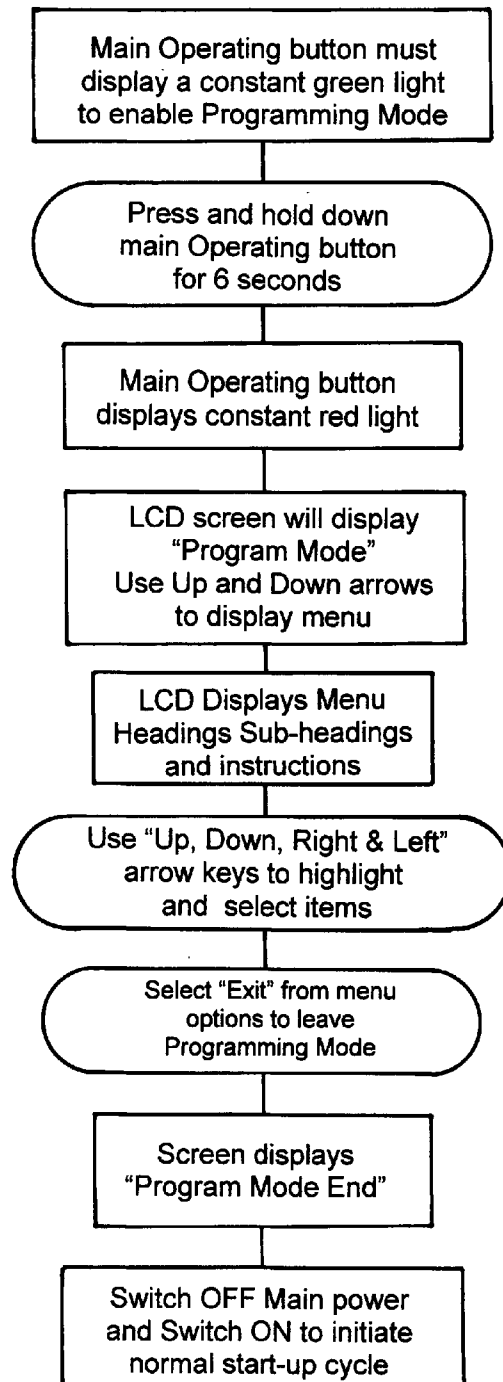 Main Operating button must
display a constant green light
to enable Programming Mode
Press and hold down
main Operating button
for 6 seconds
Main Operating button
displays constant red light
LCD screen will display
“Program Mode”
Use Up and Down arrows
to display menu
LCD Displays Menu
Headings Sub-headings
and instructions
Use “Up, Down, Right & Left”
arrow keys to highlight
and select items
Select “Exit” from menu
options to leave
Programming Mode
Screen displays
“Program Mode End”
Switch OFF Main power
and Switch ON to initiate
normal start-up cycle